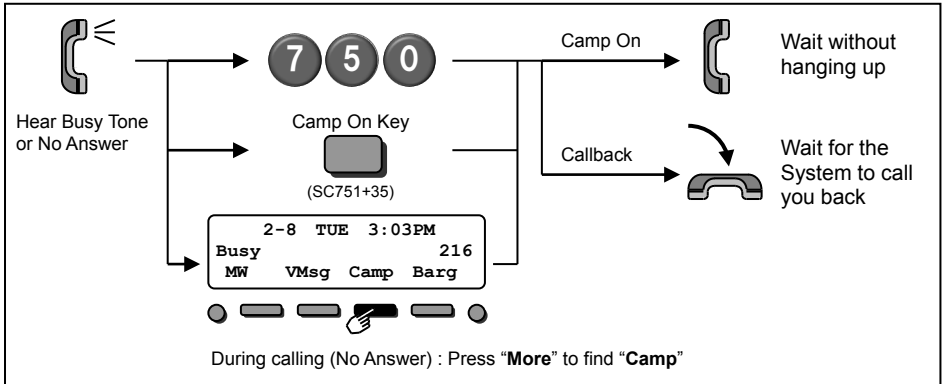 Hear Busy Tone
or No Answer
7 5 0
Camp On Key
(SC751+35)
2-8 TUE 3:03PM
Busy 216
MW VMsg Camp Barg
During calling (No Answer) : Press “More” to find “Camp”
Camp On
Wait without
hanging up
Callback
Wait for the
System to call
you back